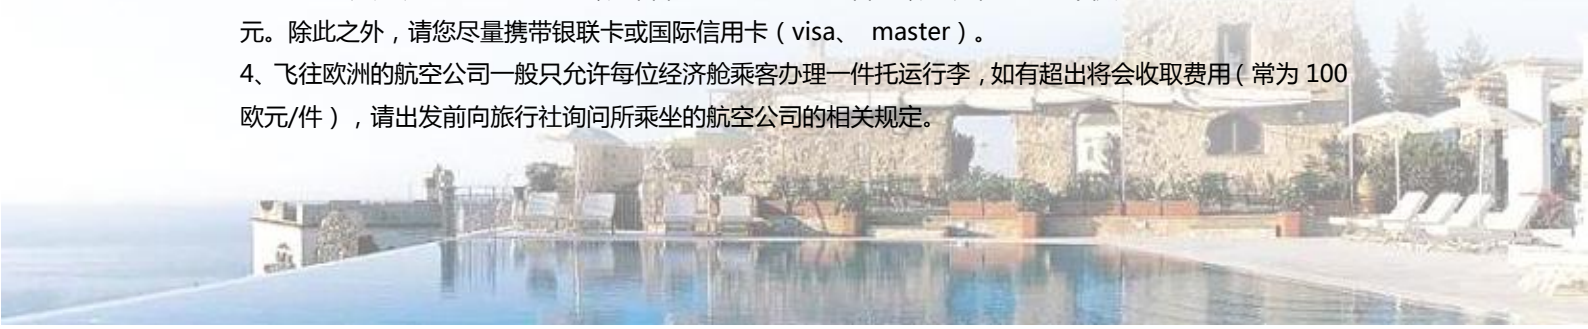 元。除此之外，请您尽量携带银联卡或国际信用卡（visa、 master）。
4、飞往欧洲的航空公司一般只允许每位经济舱乘客办理一件托运行李，如有超出将会收取费用（常为 100
欧元/件），请出发前向旅行社询问所乘坐的航空公司的相关规定。